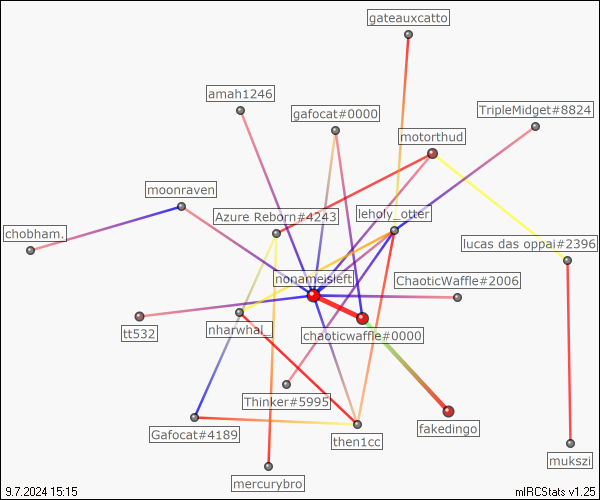 gateauxcatto
amah1246
gafocat#0000
TripleMidget#8824
motorthud
moonraven
Azure Reborn#4243
leholy_otter
chobham.
lucas das oppai#2396
nonameisleft
ChaoticWaffle#2006
tt532
nharwhal_
chaoticwaffle#0000
Thinker#5995
Gafocat#4189
then1cc
fakedingo
mukszi
mercurybro
9.7.2024 15:15
mIRCStats v1.25